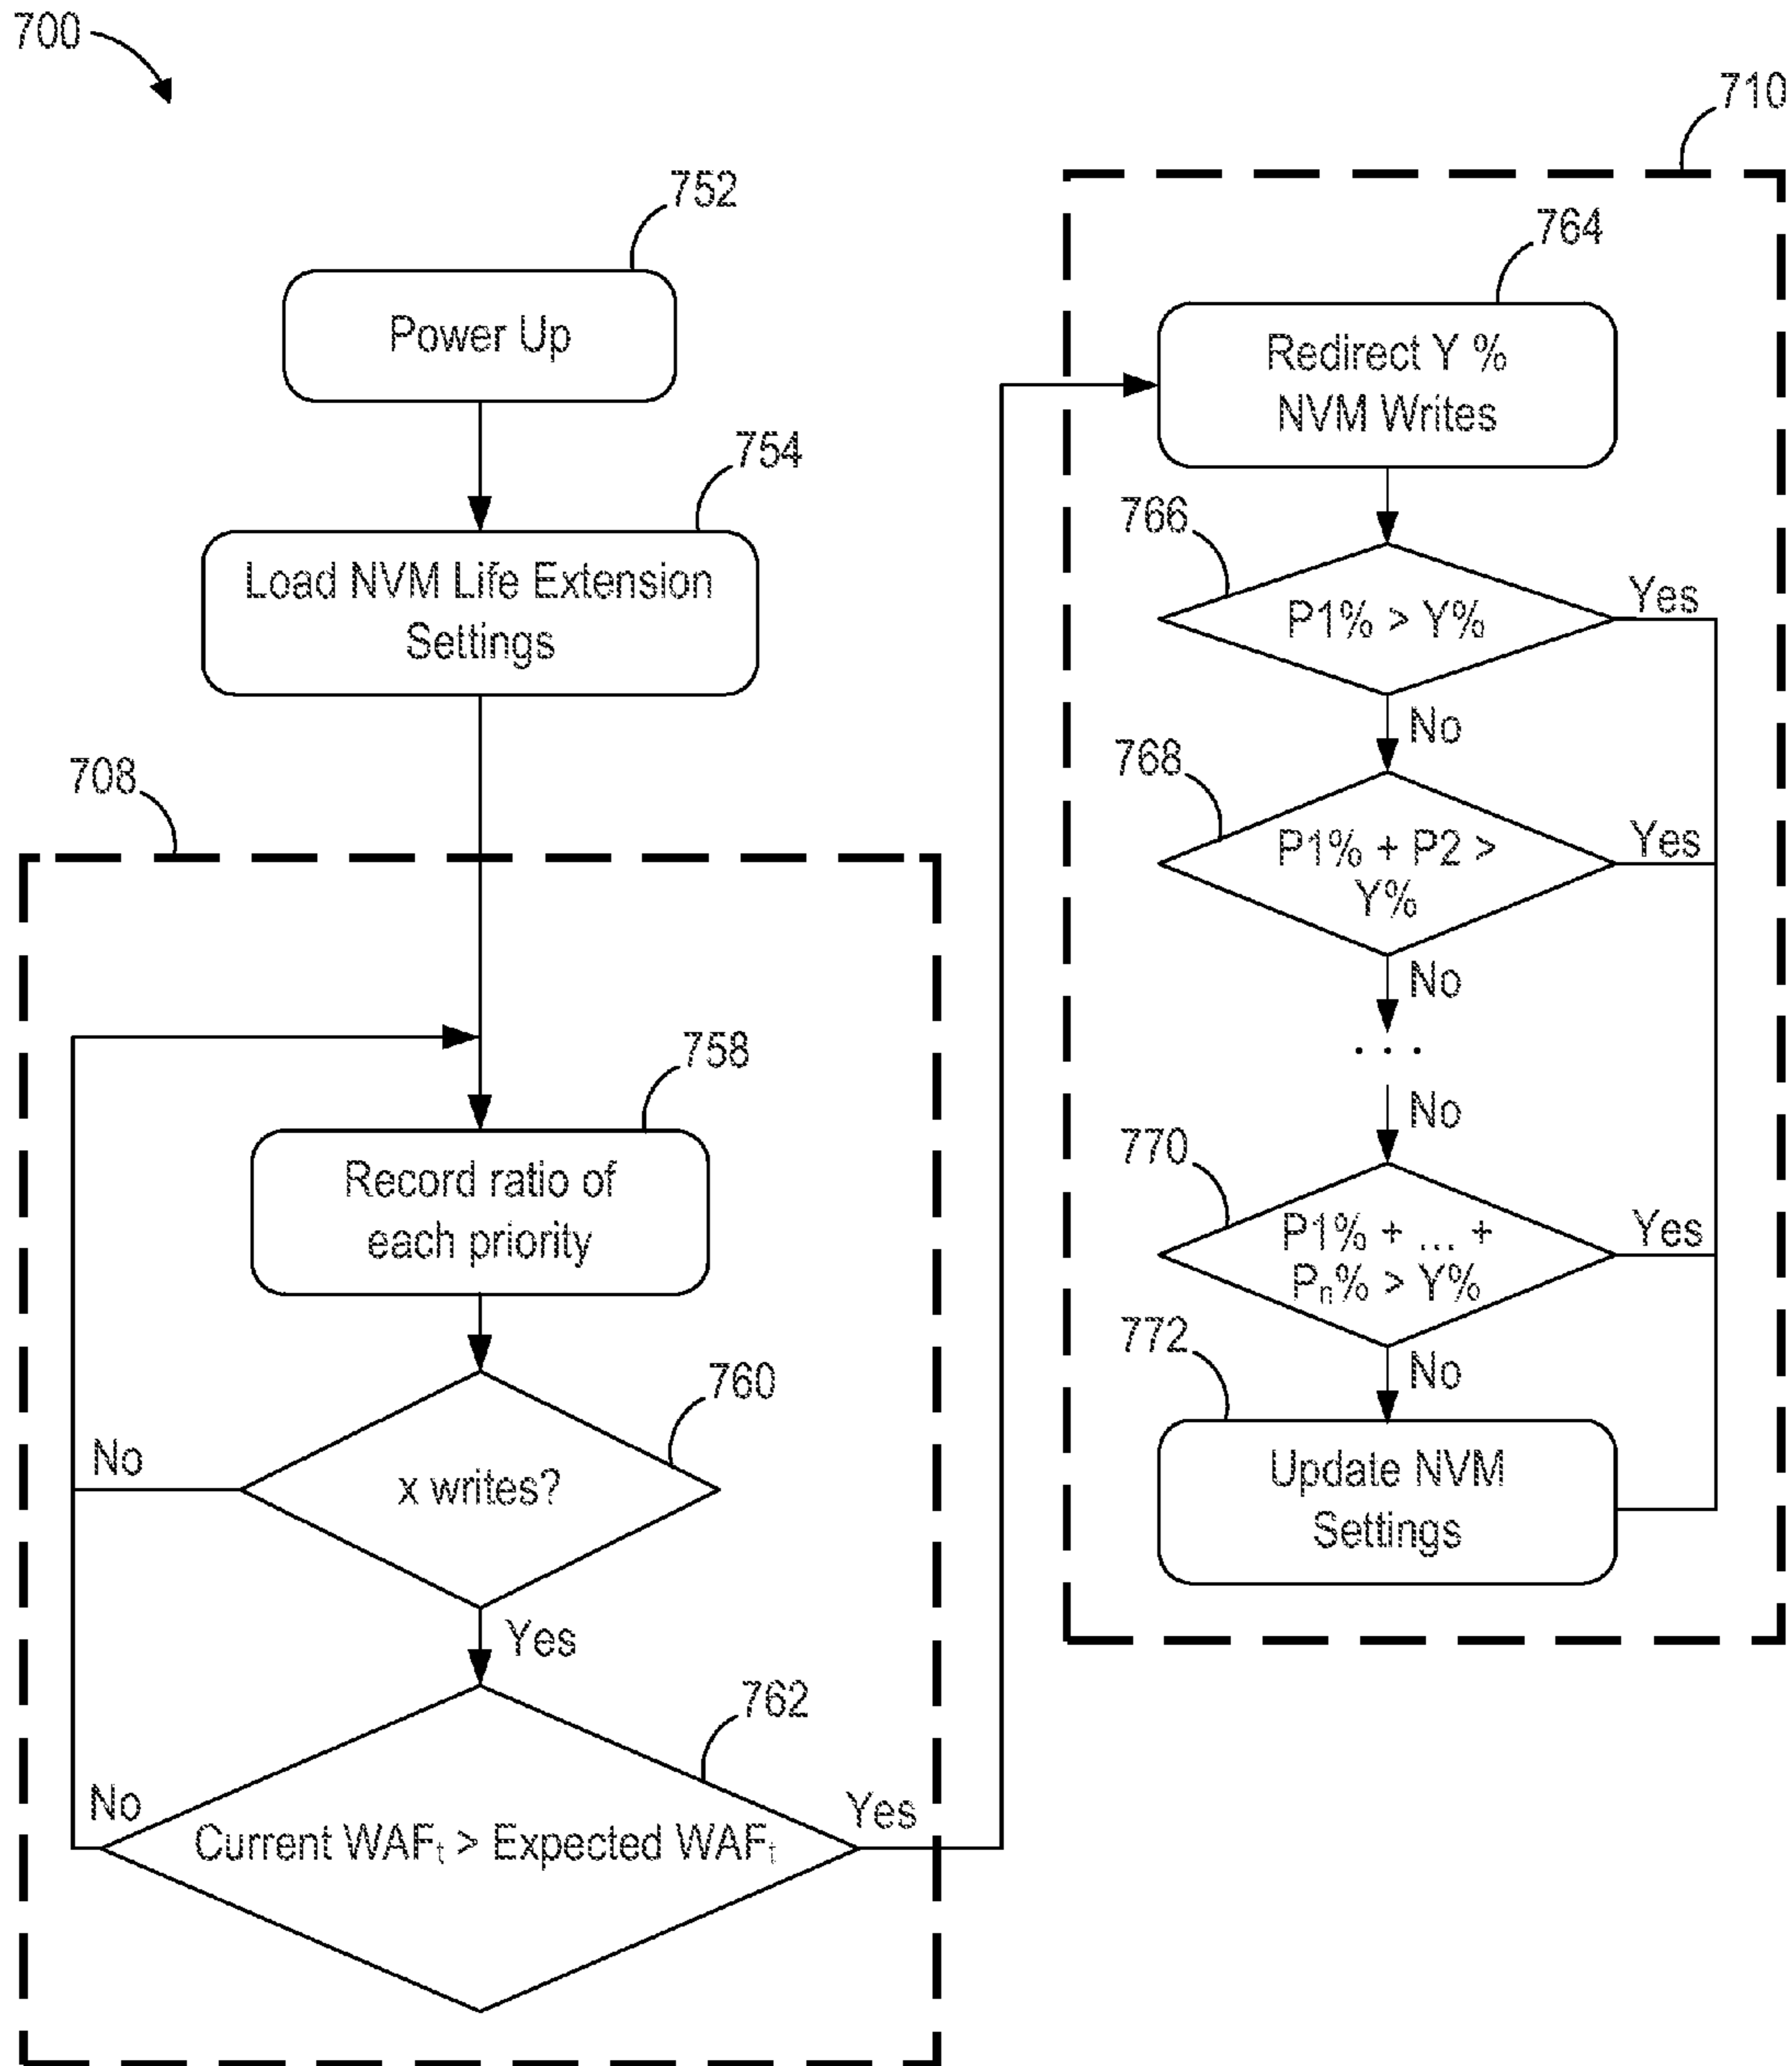 700
752
Power Up
754
Load NVM Life Extension
Settings
708
758
Record ratio of
each priority
760
x writes?
No
Yes
762
Current WAFt > Expected WAFt
No
Yes
710
764
Redirect Y %
NVM Writes
766
P1% > Y%
Yes
No
768
P1% + P2 >
Y%
Yes
No
. . .
No
770
P1% + ... +
Pn% > Y%
Yes
No
772
Update NVM
Settings